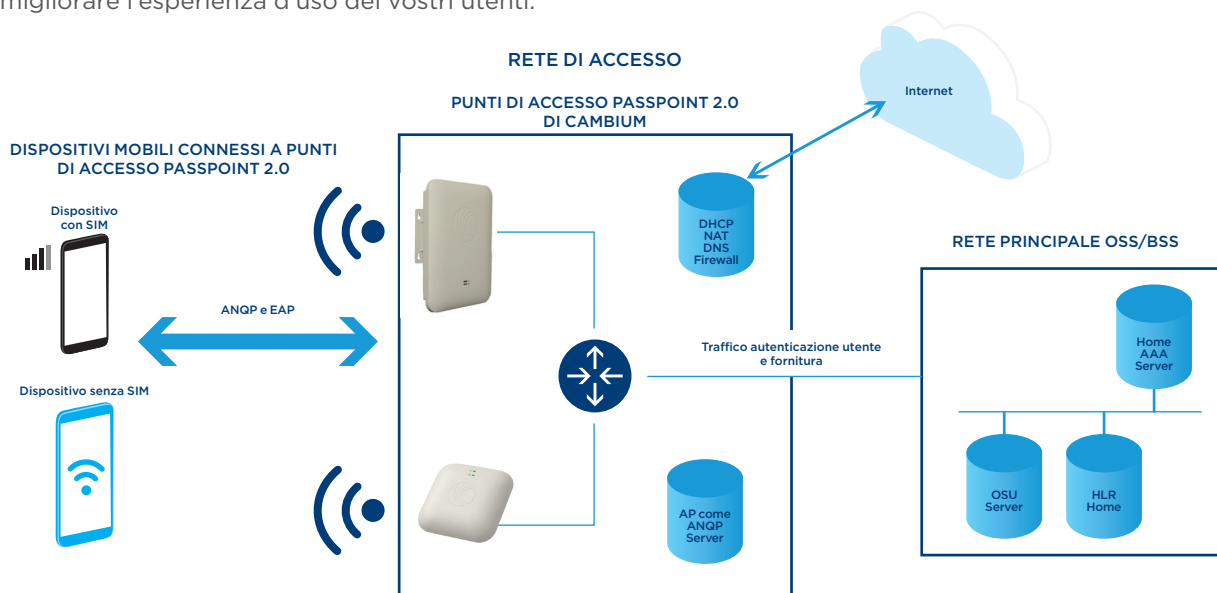 migliorare l'esperienza d'uso dei vostri utenti.
RETE DI ACCESSO
PUNTI DI ACCESSO PASSPOINT 2.0
DI CAMBIUM
Internet
DISPOSITIVI MOBILI CONNESSI A PUNTI
DI ACCESSO PASSPOINT 2.0
Dispositivo
con SIM
DHCP
NAT
DNS
Firewall
RETE PRINCIPALE OSS/BSS
ANQP e EAP
Traffico autenticazione utente
e fornitura
Home
AAA
Server
Dispositivo senza SIM
AP come
ANQP
Server
OSU
Server
HLR
Home